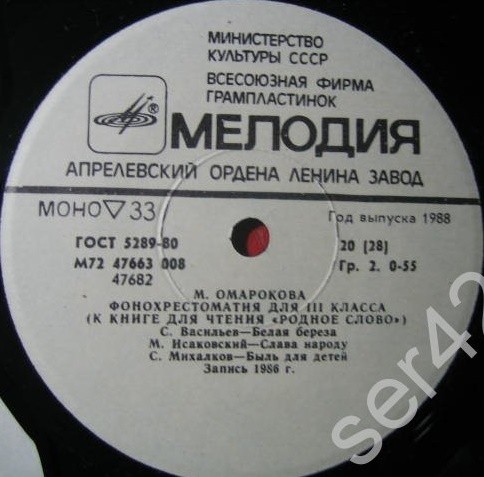 МИНИСТЕРСТВО
КУЛЬТУРЫ СССР
ВСЕСОЮЗНАЯ ФИРМА
ГРАМПЛАСТИНОК
®
МЕЛОДИЯ
АПРЕЛЕВСКИЙ ОРДЕНА ЛЕНИНА ЗАВОД
МОНО ▽ 33
Год выпуска 1988
ГОСТ 5289-80
20 [28]
М72 47663 008
Гр. 2. 0-55
47682
М. ОМАРОКОВА
ФОНОХРЕСТОМАТИЯ ДЛЯ III КЛАССА
(К КНИГЕ ДЛЯ ЧТЕНИЯ «РОДНОЕ СЛОВО»)
С. Васильев—Белая береза
М. Исаковский—Слава народу
С. Михалков—Быль для детей
Запись 1986 г.
ser42